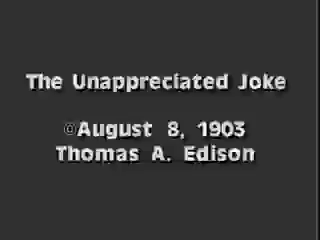 The Unappreciated Joke
©August 8, 1903
Thomas A. Edison